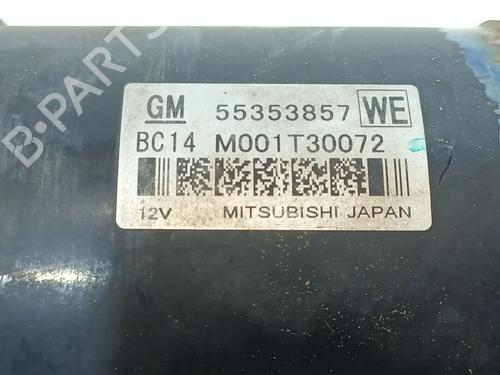 B-PARTS
GM 55353857 WE
BC14 M001T30072
12V MITSUBISHI JAPAN